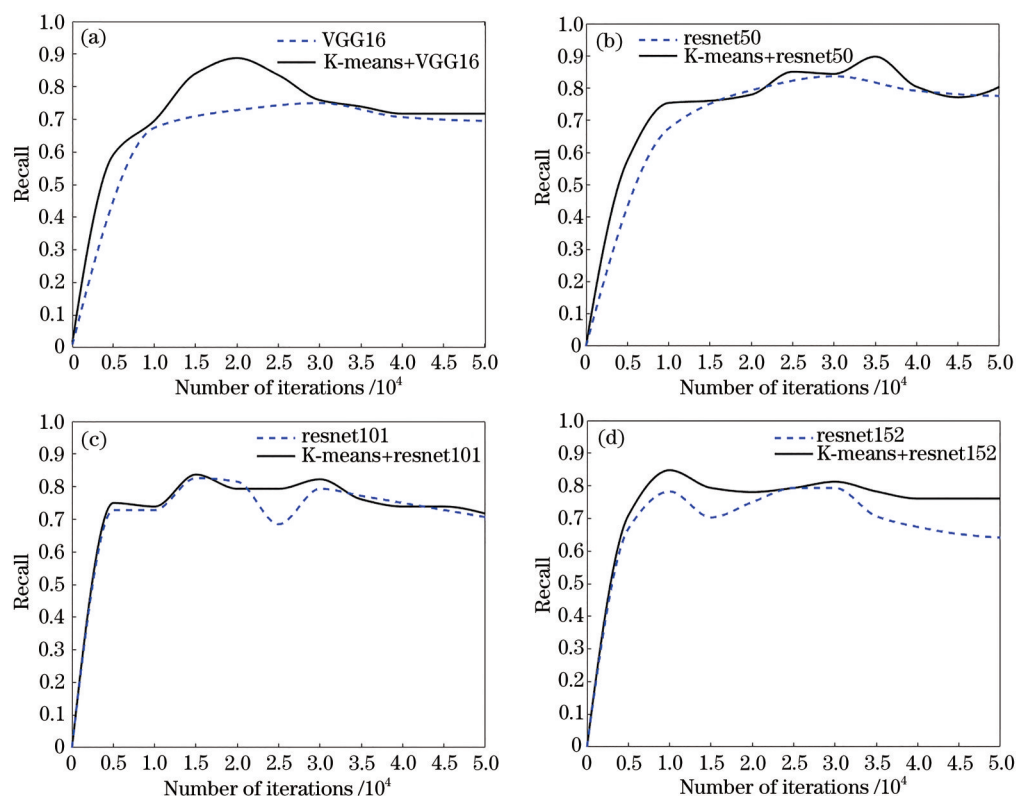 (a)
VGG16
K-means+VGG16
1.0
0.9
0.8
0.7
0.6
0.5
0.4
0.3
0.2
0.1
0
Recall
0 0.5 1.0 1.5 2.0 2.5 3.0 3.5 4.0 4.5 5.0
Number of iterations /10⁴
(b)
resnet50
K-means+resnet50
1.0
0.9
0.8
0.7
0.6
0.5
0.4
0.3
0.2
0.1
0
Recall
0 0.5 1.0 1.5 2.0 2.5 3.0 3.5 4.0 4.5 5.0
Number of iterations /10⁴
(c)
resnet101
K-means+resnet101
1.0
0.9
0.8
0.7
0.6
0.5
0.4
0.3
0.2
0.1
0
Recall
0 0.5 1.0 1.5 2.0 2.5 3.0 3.5 4.0 4.5 5.0
Number of iterations /10⁴
(d)
resnet152
K-means+resnet152
1.0
0.9
0.8
0.7
0.6
0.5
0.4
0.3
0.2
0.1
0
Recall
0 0.5 1.0 1.5 2.0 2.5 3.0 3.5 4.0 4.5 5.0
Number of iterations /10⁴